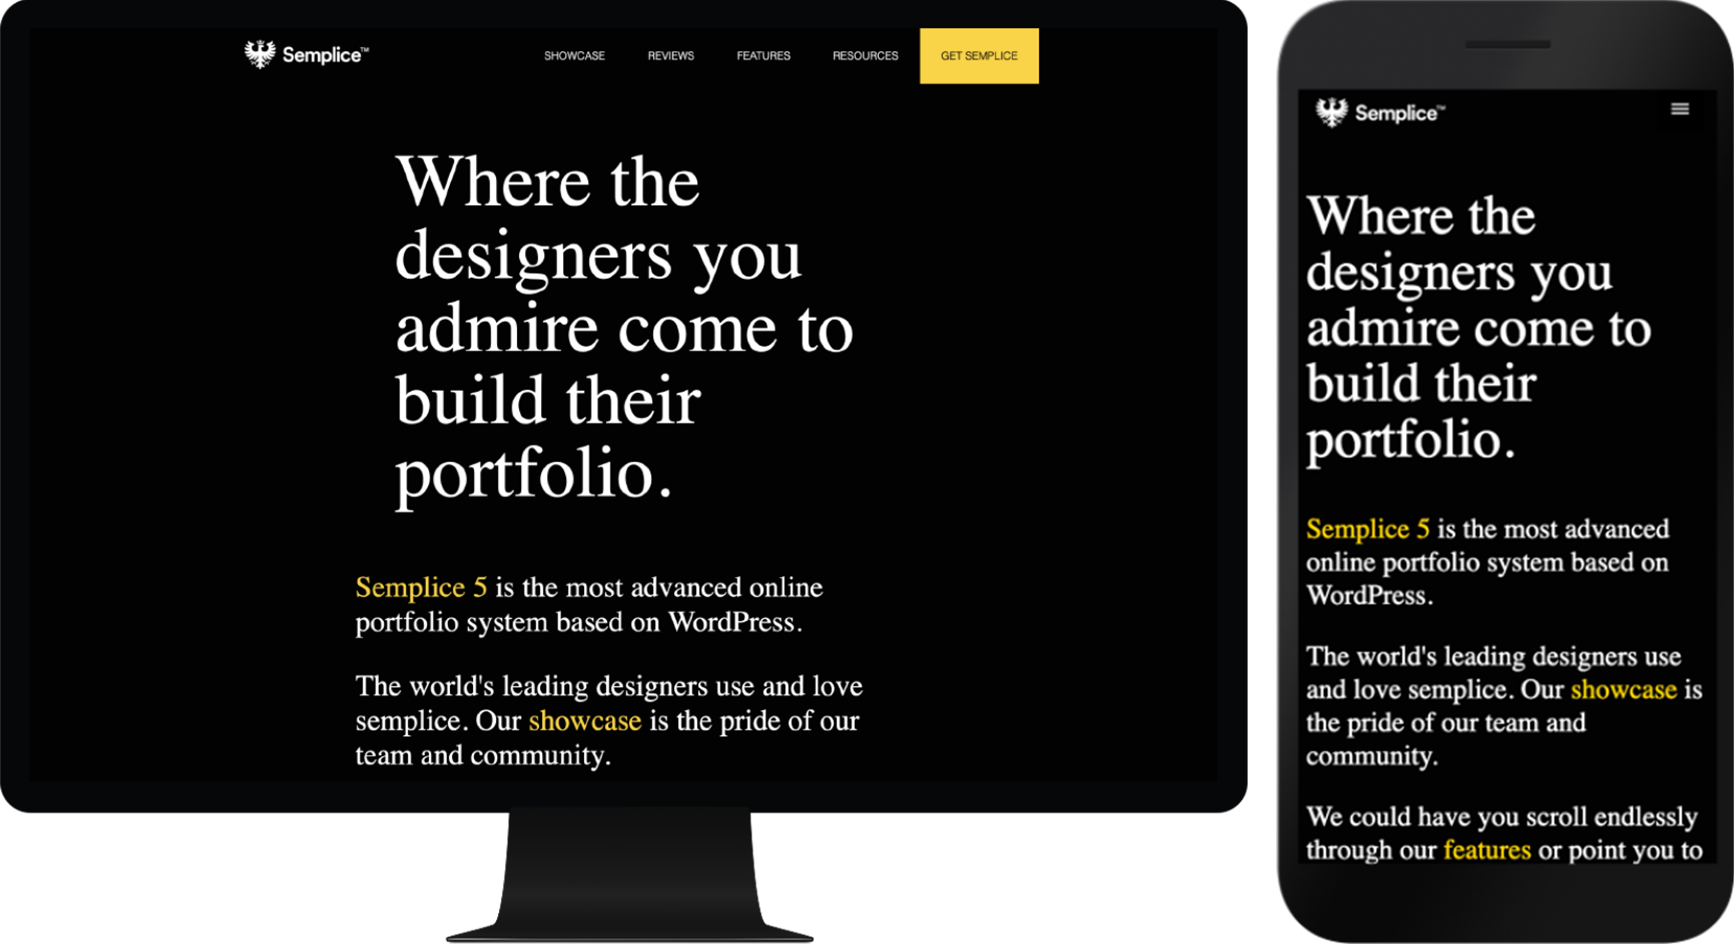 Semplice™
SHOWCASE
REVIEWS
FEATURES
RESOURCES
GET SEMPLICE
Where the
designers you
admire come to
build their
portfolio.
Semplice 5 is the most advanced online
portfolio system based on WordPress.
The world's leading designers use and love
semplice. Our showcase is the pride of our
team and community.
Semplice™
Where the
designers you
admire come to
build their
portfolio.
Semplice 5 is the most advanced
online portfolio system based on
WordPress.
The world's leading designers use
and love semplice. Our showcase is
the pride of our team and
community.
We could have you scroll endlessly
through our features or point you to